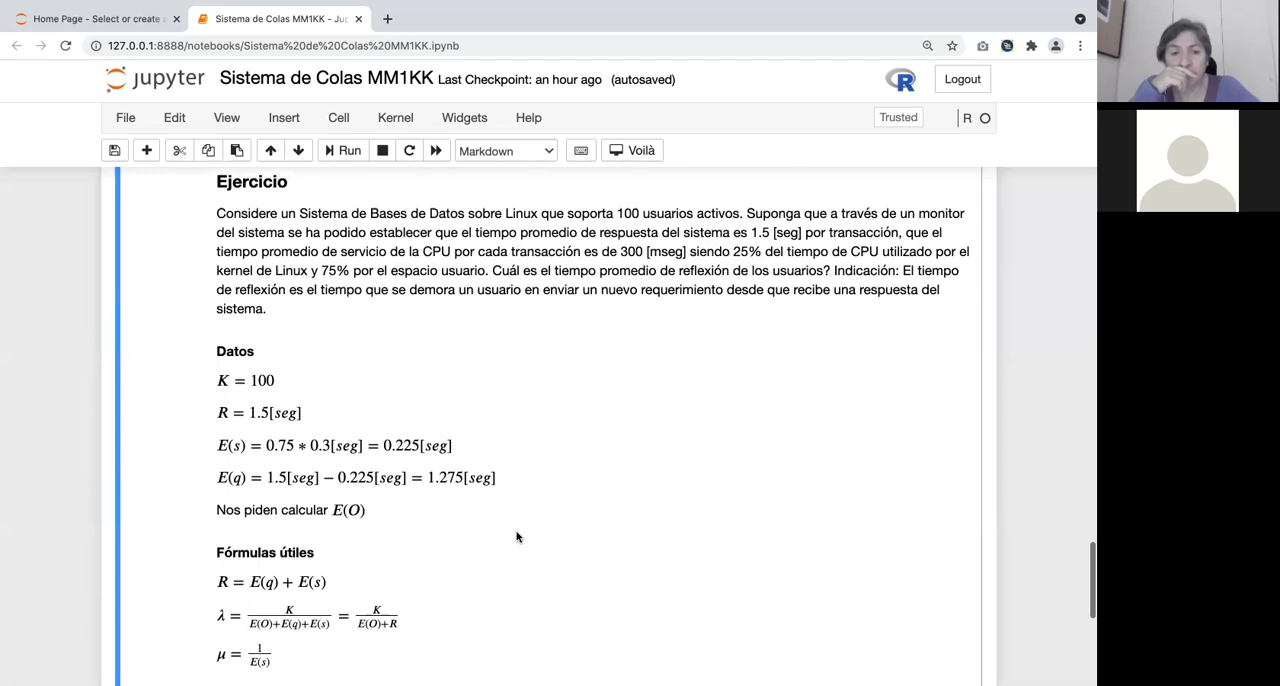 Home Page - Select or create
Sistema de Colas MM1KK - Jup
127.0.0.1:8888/notebooks/Sistema%20de%20Colas%20MM1KK.ipynb
jupyter Sistema de Colas MM1KK Last Checkpoint: an hour ago (autosaved)
Logout
File Edit View Insert Cell Kernel Widgets Help
Trusted
R
Run
Markdown
Voilà
Ejercicio
Considere un Sistema de Bases de Datos sobre Linux que soporta 100 usuarios activos. Suponga que a través de un monitor
del sistema se ha podido establecer que el tiempo promedio de respuesta del sistema es 1.5 [seg] por transacción, que el
tiempo promedio de servicio de la CPU por cada transacción es de 300 [mseg] siendo 25% del tiempo de CPU utilizado por el
kernel de Linux y 75% por el espacio usuario. Cuál es el tiempo promedio de reflexión de los usuarios? Indicación: El tiempo
de reflexión es el tiempo que se demora un usuario en enviar un nuevo requerimiento desde que recibe una respuesta del
sistema.
Datos
K = 100
R = 1.5[seg]
E(s) = 0.75 * 0.3[seg] = 0.225[seg]
E(q) = 1.5[seg] − 0.225[seg] = 1.275[seg]
Nos piden calcular E(O)
Fórmulas útiles
R = E(q) + E(s)
λ = K / (E(O)+E(q)+E(s)) = K / (E(O)+R)
μ = 1 / E(s)